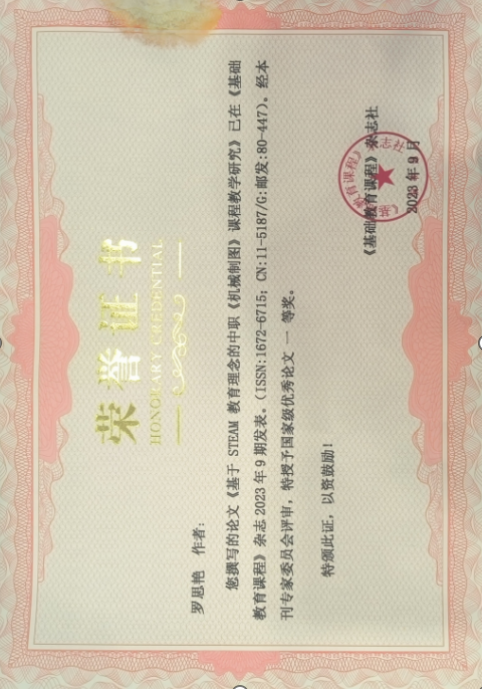 荣誉证书
HONORARY CREDENTIAL
罗思艳 作者：
您撰写的论文《基于 STEAM 教育理念的中职《机械制图》课程教学研究》已在《基础
教育课程》杂志 2023 年 9 期发表。（ISSN:1672-6715; CN:11-5187/G;邮发:80-447）。经本
刊专家委员会评审，特授予国家级优秀论文 一 等奖。
特颁此证，以资鼓励！
《基础教育课程》杂志社
2023 年 9 月